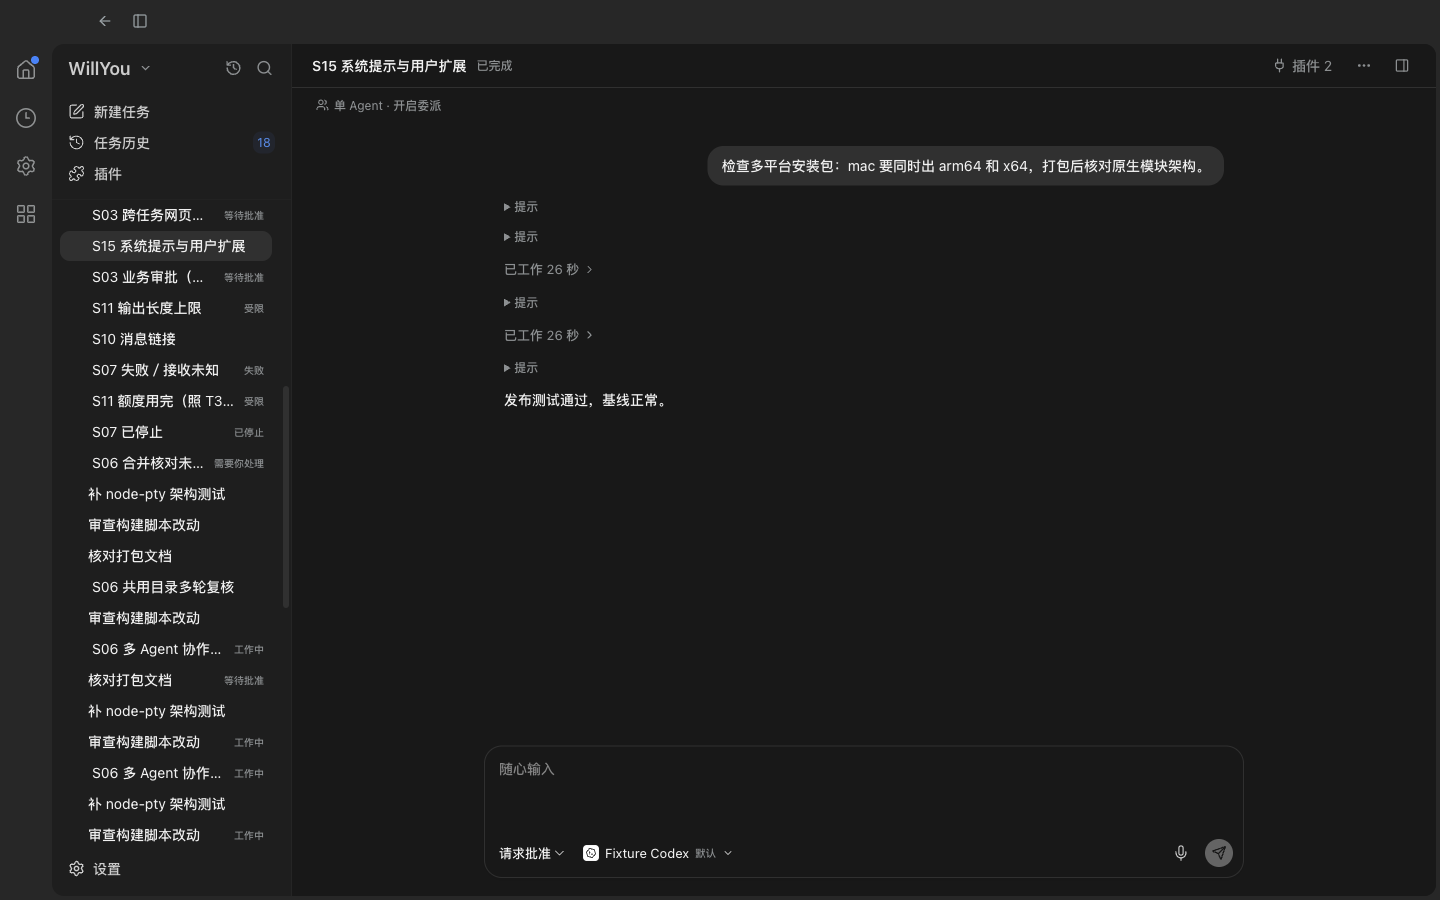 WillYou
新建任务
任务历史
18
插件
S03 跨任务网页... 等待批准
S15 系统提示与用户扩展
S03 业务审批（... 等待批准
S11 输出长度上限 受限
S10 消息链接
S07 失败 / 接收未知 失败
S11 额度用完（照 T3... 受限
S07 已停止 已停止
S06 合并核对未... 需要你处理
补 node-pty 架构测试
审查构建脚本改动
核对打包文档
S06 共用目录多轮复核
审查构建脚本改动
S06 多 Agent 协作... 工作中
核对打包文档 等待批准
补 node-pty 架构测试
审查构建脚本改动 工作中
S06 多 Agent 协作... 工作中
补 node-pty 架构测试
审查构建脚本改动 工作中
设置
S15 系统提示与用户扩展 已完成
插件 2
单 Agent · 开启委派
检查多平台安装包：mac 要同时出 arm64 和 x64，打包后核对原生模块架构。
提示
提示
已工作 26 秒
提示
已工作 26 秒
提示
发布测试通过，基线正常。
随心输入
请求批准
Fixture Codex 默认